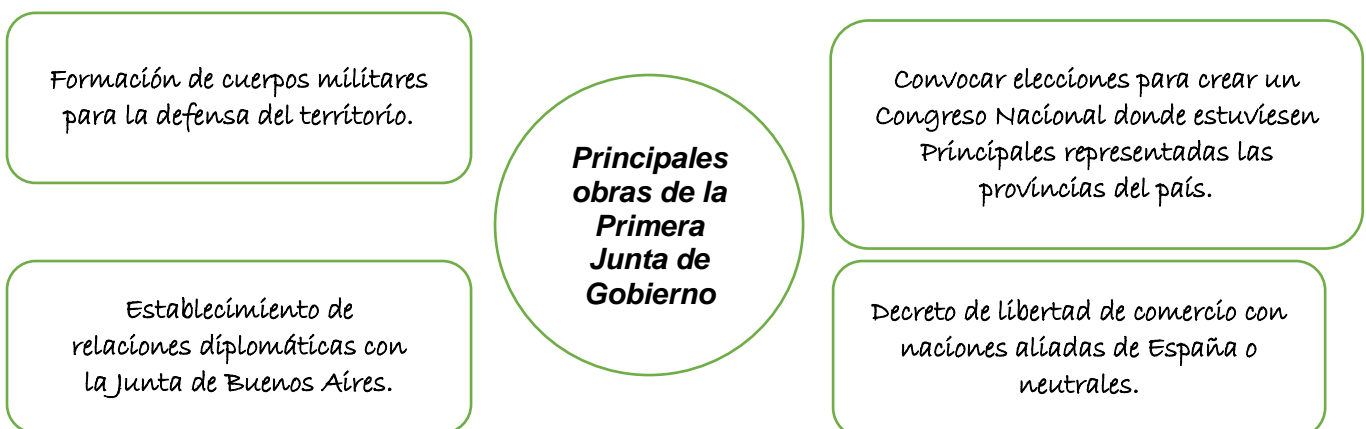 Formación de cuerpos militares
para la defensa del territorio.
Convocar elecciones para crear un
Congreso Nacional donde estuviesen
Principales representadas las
provincias del país.
Principales
obras de la
Primera
Junta de
Gobierno
Establecimiento de
relaciones diplomáticas con
la Junta de Buenos Aires.
Decreto de libertad de comercio con
naciones aliadas de España o
neutrales.